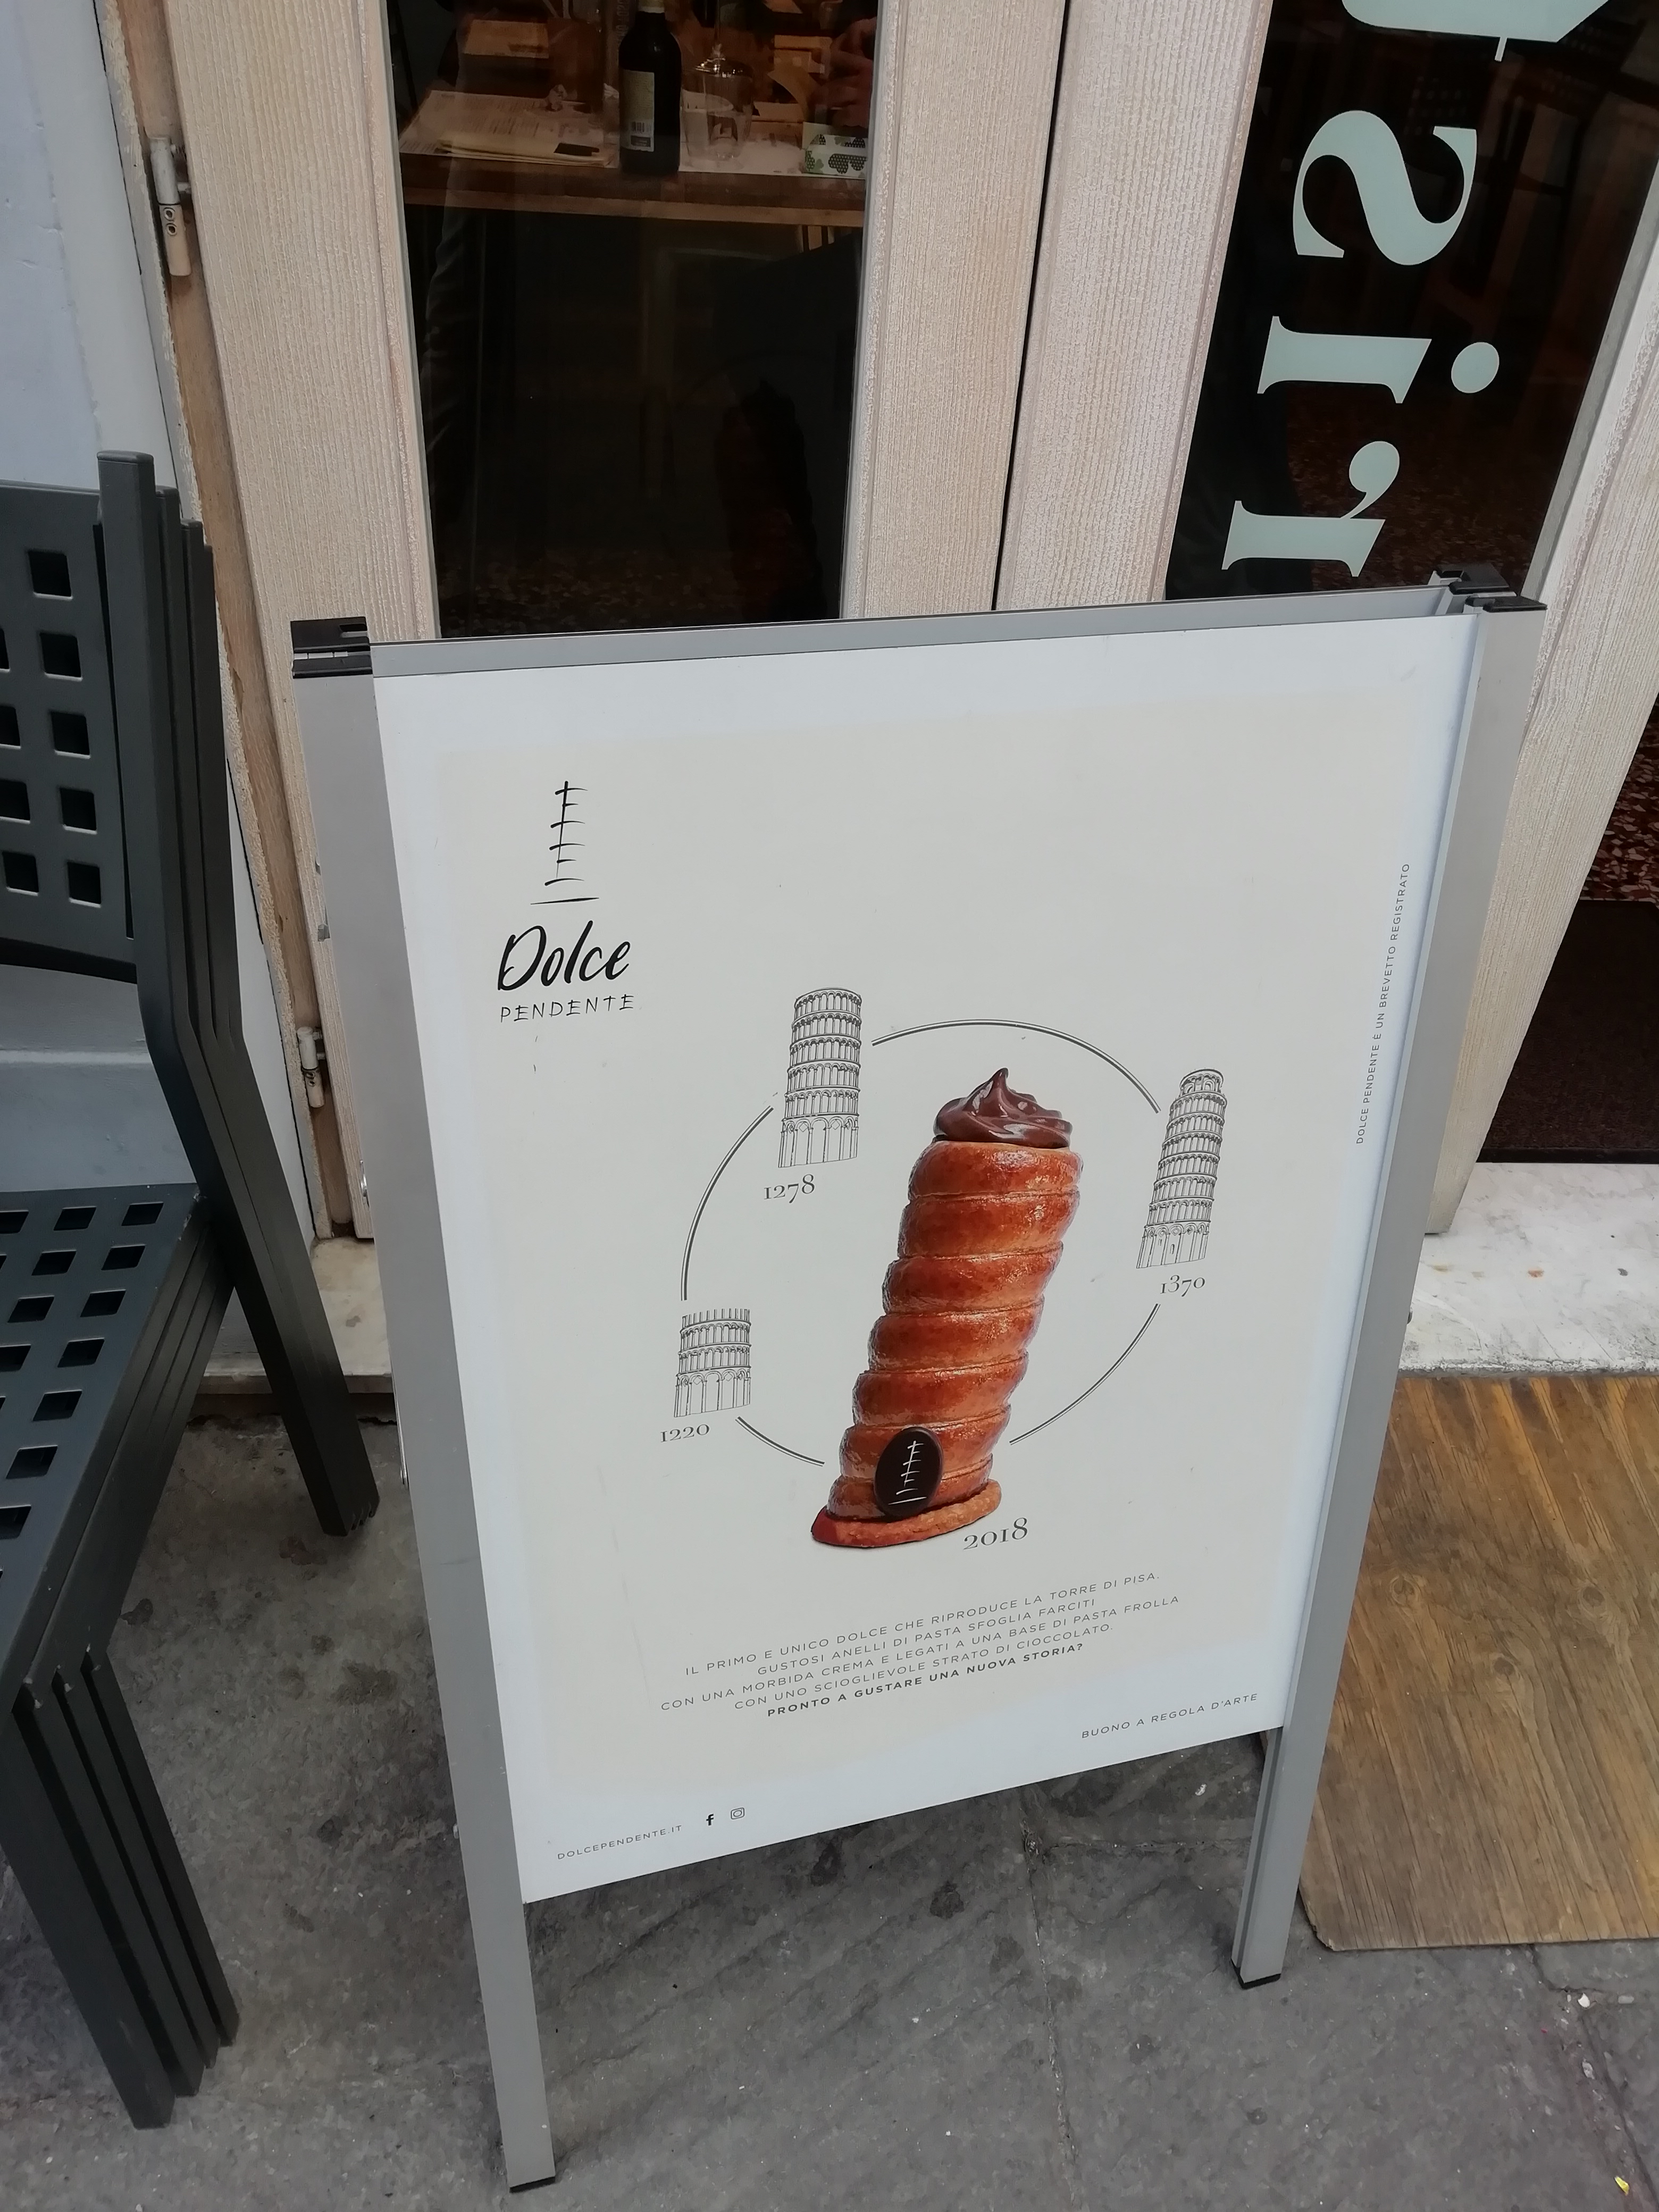 risi
Dolce
PENDENTE
1278
1370
1220
2018
IL PRIMO E UNICO DOLCE CHE RIPRODUCE LA TORRE DI PISA.
GUSTOSI ANELLI DI PASTA SFOGLIA FARCITI
CON UNA MORBIDA CREMA E LEGATI A UNA BASE DI PASTA FROLLA
CON UNO SCIOGLIEVOLE STRATO DI CIOCCOLATO.
PRONTO A GUSTARE UNA NUOVA STORIA?
BUONO A REGOLA D'ARTE
DOLCEPENDENTE.IT
DOLCE PENDENTE È UN BREVETTO REGISTRATO